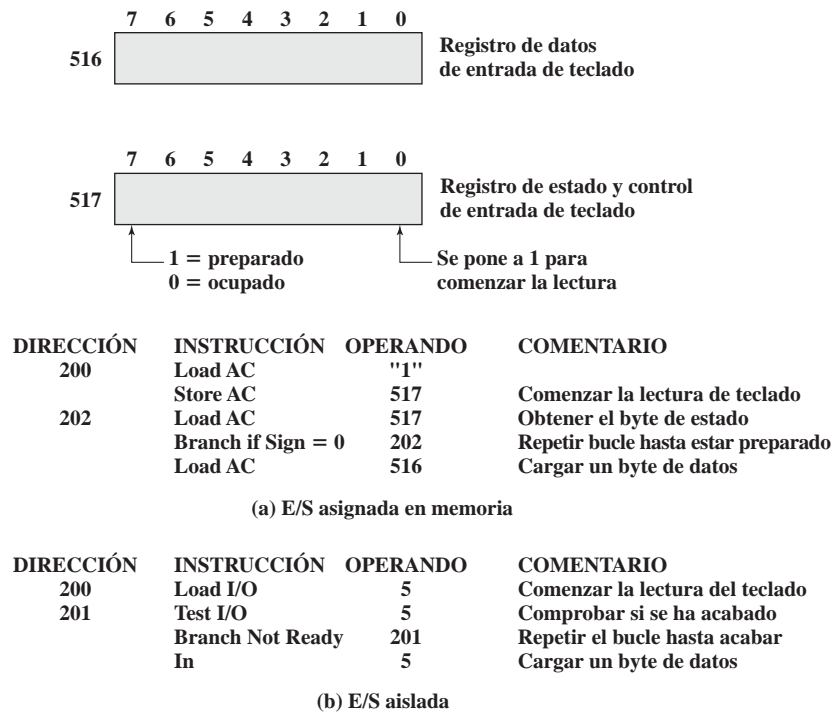 7 6 5 4 3 2 1 0
516
Registro de datos
de entrada de teclado
7 6 5 4 3 2 1 0
517
Registro de estado y control
de entrada de teclado
1 = preparado
0 = ocupado
Se pone a 1 para
comenzar la lectura
DIRECCIÓN INSTRUCCIÓN OPERANDO COMENTARIO
200 Load AC "1"
Store AC 517 Comenzar la lectura de teclado
202 Load AC 517 Obtener el byte de estado
Branch if Sign = 0 202 Repetir bucle hasta estar preparado
Load AC 516 Cargar un byte de datos
(a) E/S asignada en memoria
DIRECCIÓN INSTRUCCIÓN OPERANDO COMENTARIO
200 Load I/O 5 Comenzar la lectura del teclado
201 Test I/O 5 Comprobar si se ha acabado
Branch Not Ready 201 Repetir el bucle hasta acabar
In 5 Cargar un byte de datos
(b) E/S aislada